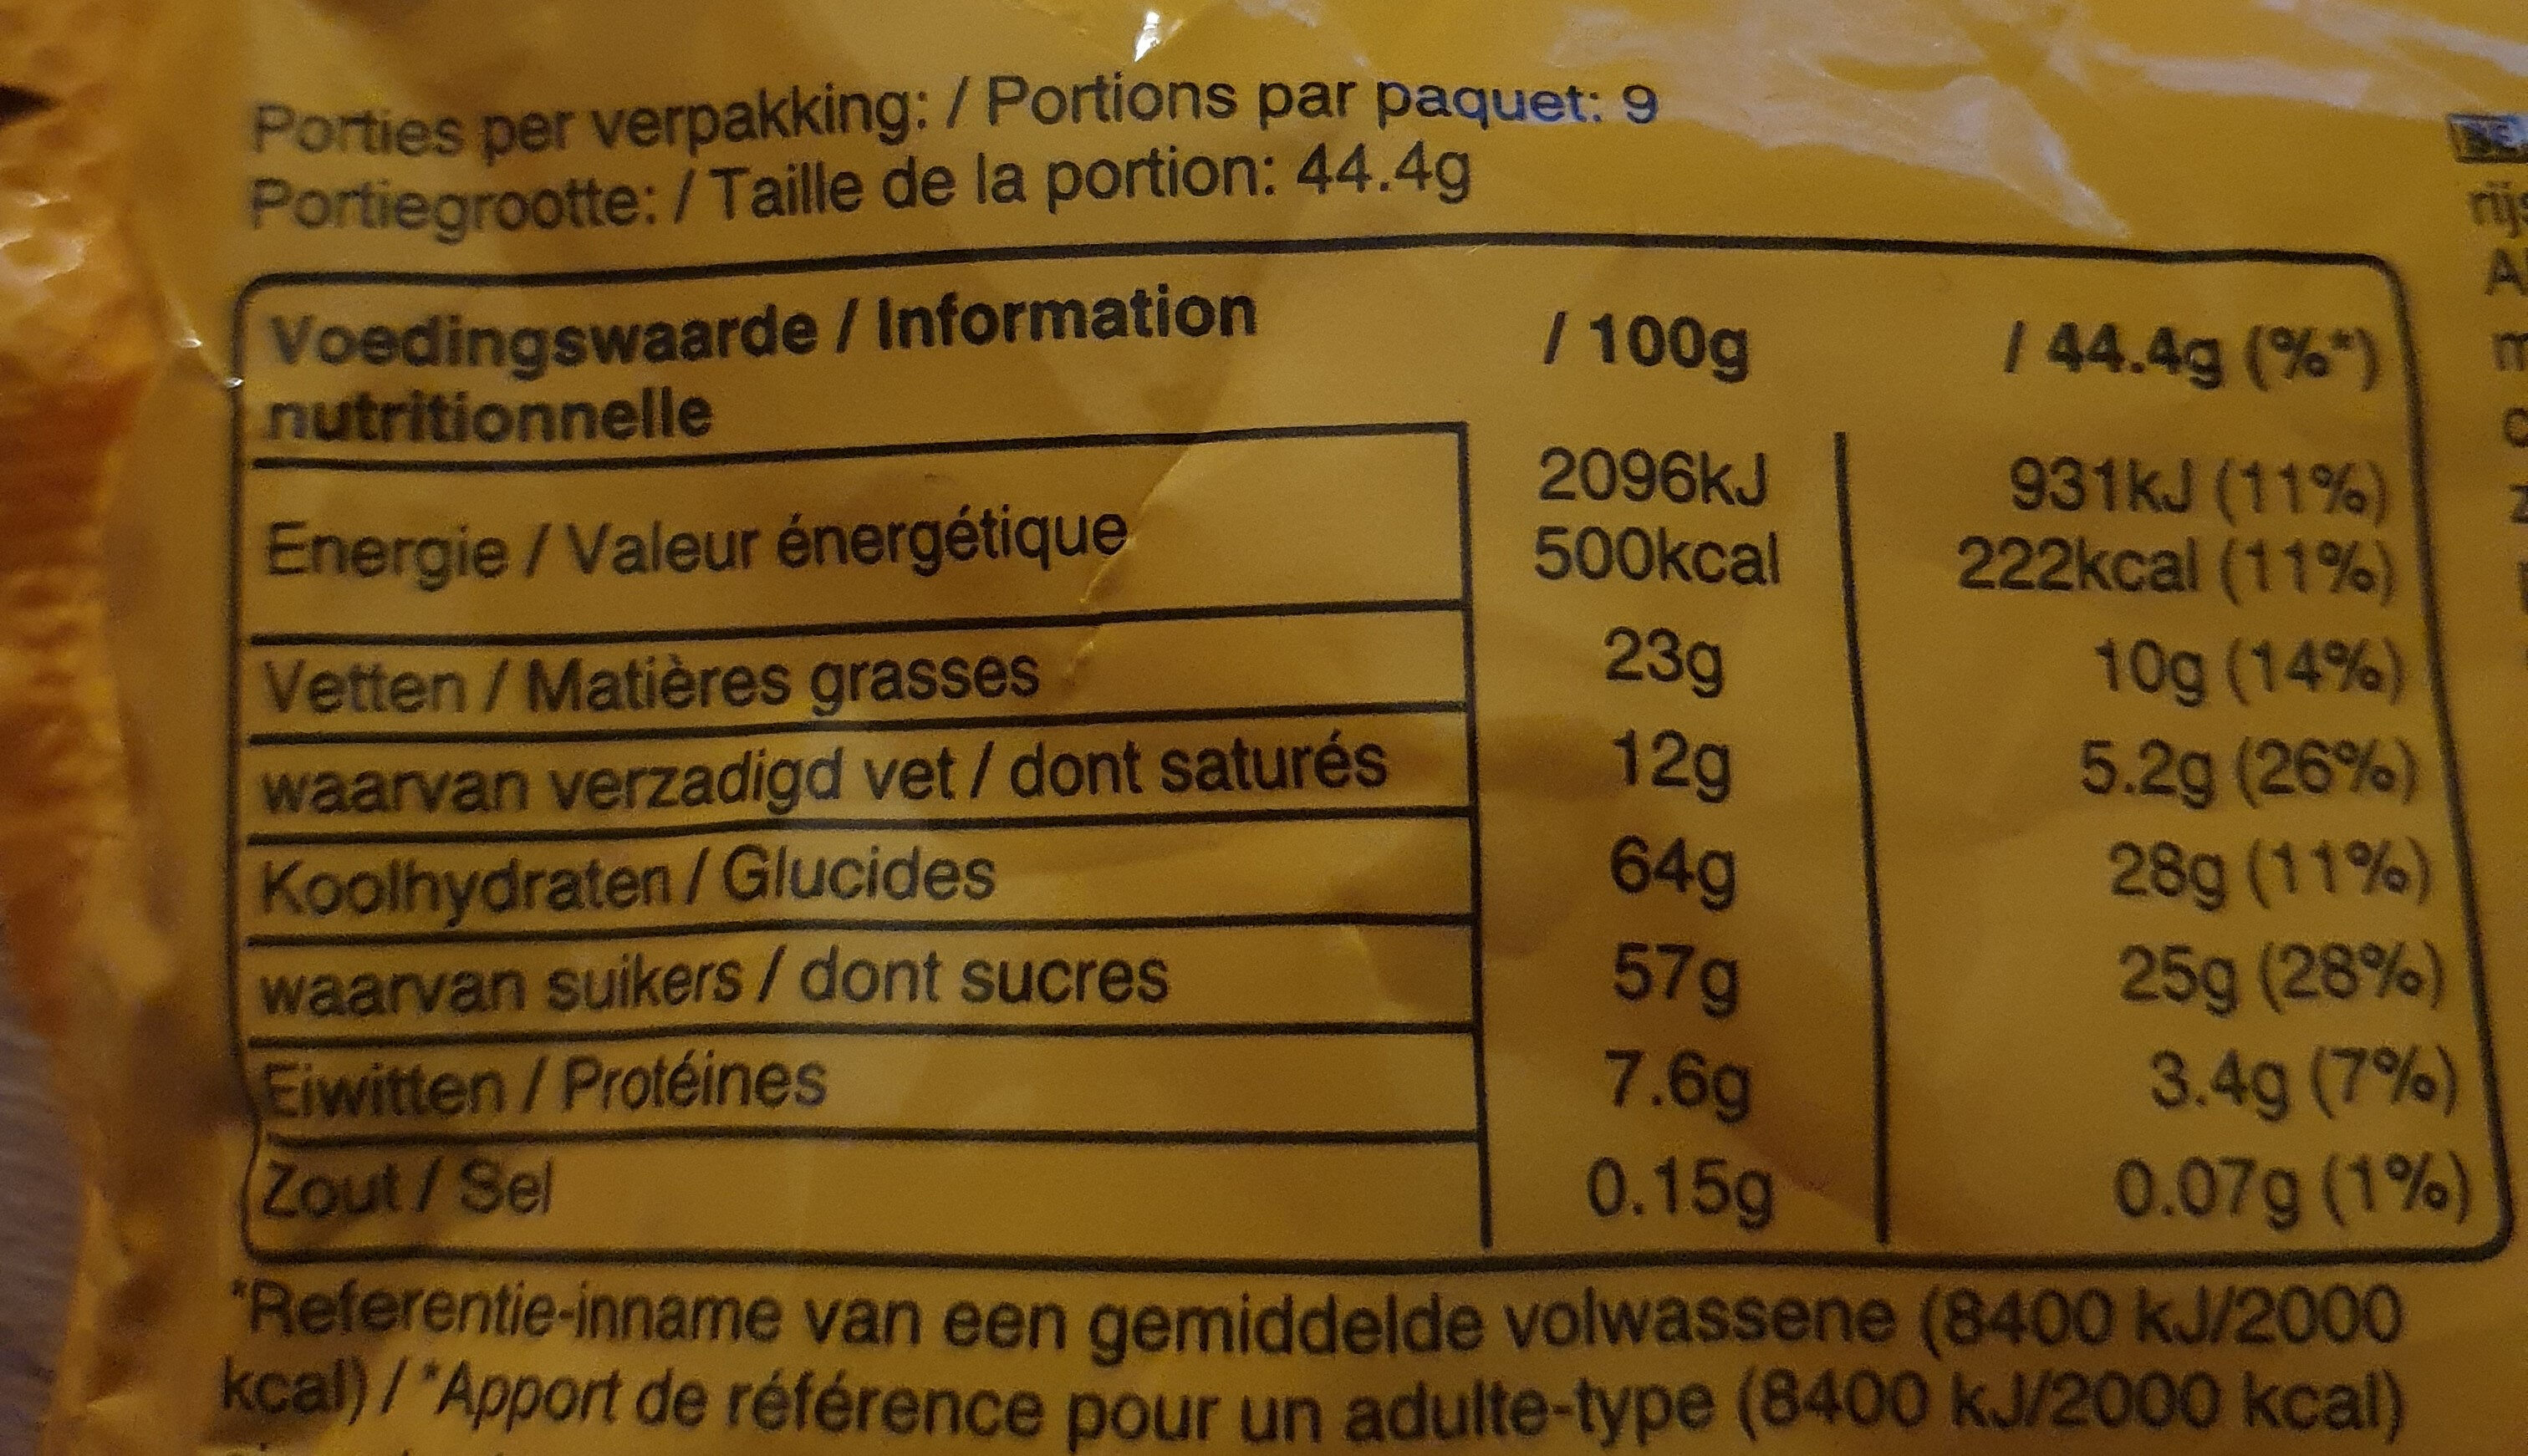 Porties per verpakking: / Portions par paquet: 9
Portiegrootte: / Taille de la portion: 44.4g
Voedingswaarde / Information nutritionnelle / 100g / 44.4g (%*)
Energie / Valeur énergétique 2096kJ 931kJ (11%)
500kcal 222kcal (11%)
Vetten / Matières grasses 23g 10g (14%)
waarvan verzadigd vet / dont saturés 12g 5.2g (26%)
Koolhydraten / Glucides 64g 28g (11%)
waarvan suikers / dont sucres 57g 25g (28%)
Eiwitten / Protéines 7.6g 3.4g (7%)
Zout / Sel 0.15g 0.07g (1%)
*Referentie-inname van een gemiddelde volwassene (8400 kJ/2000
kcal) / *Apport de référence pour un adulte-type (8400 kJ/2000 kcal)